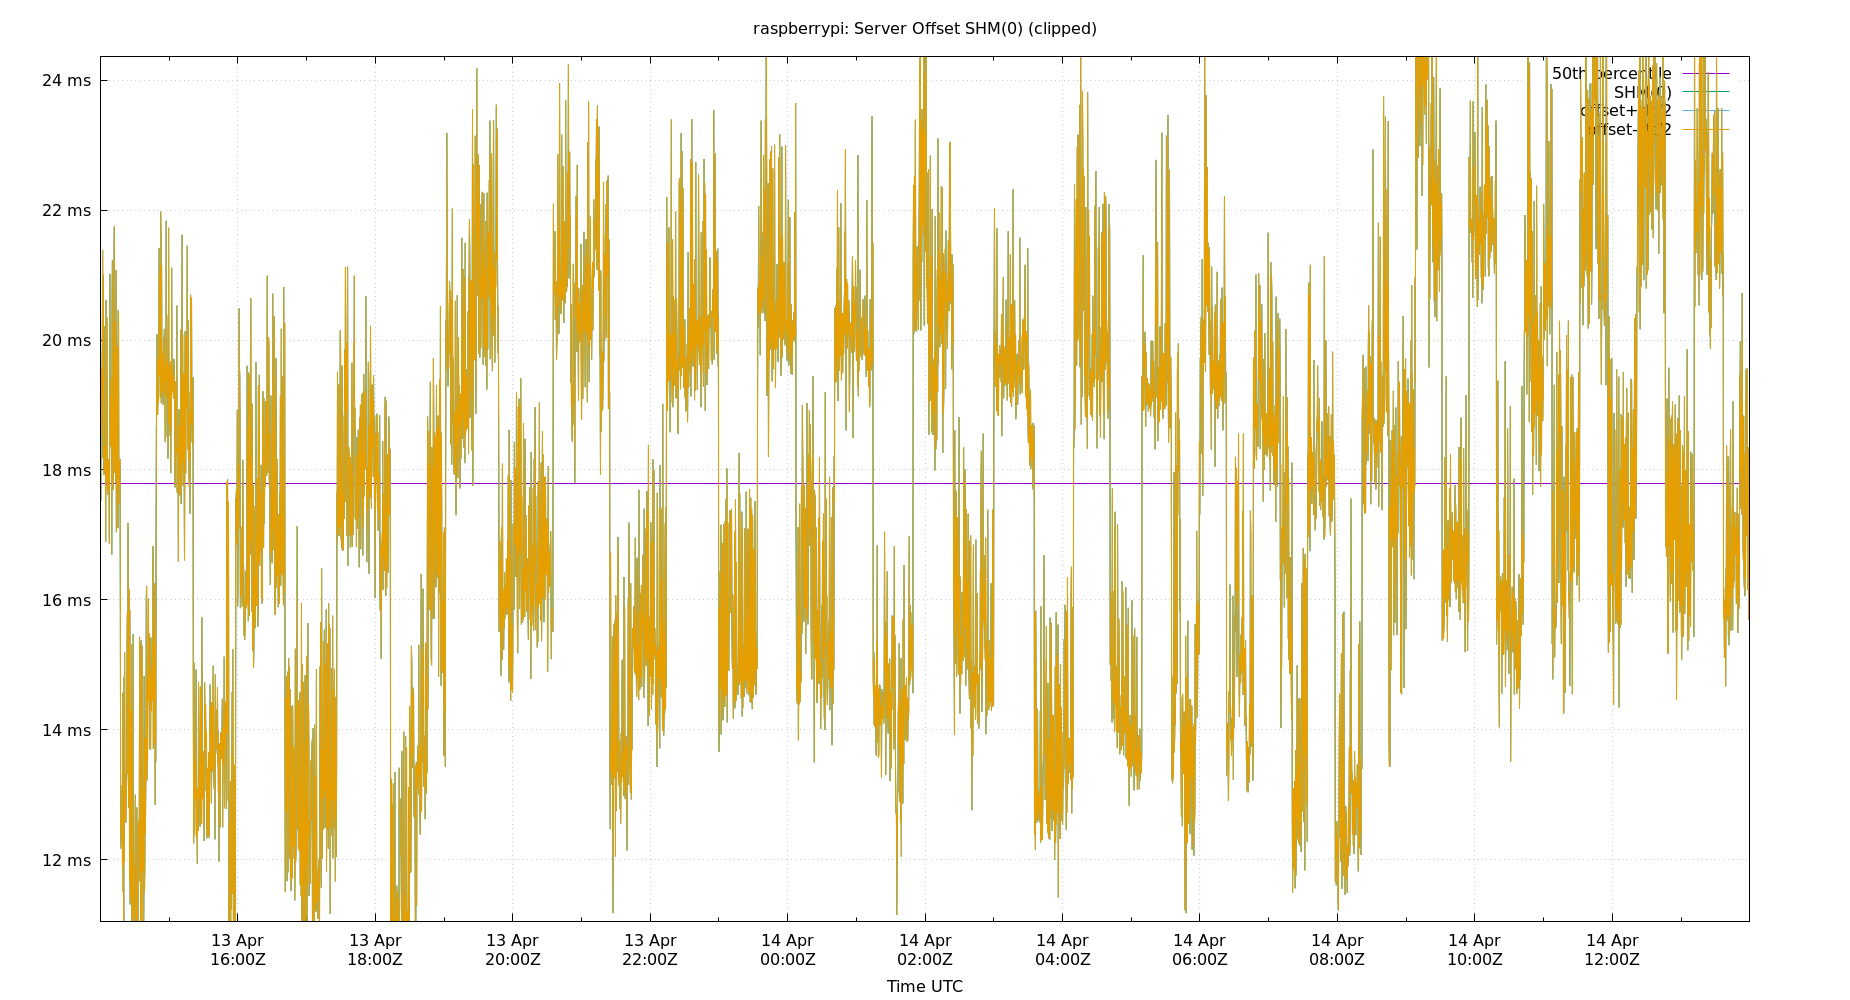 raspberrypi: Server Offset SHM(0) (clipped)
24 ms
22 ms
20 ms
18 ms
16 ms
14 ms
12 ms
50th percentile
SHM(0)
13 Apr
16:00Z
13 Apr
18:00Z
13 Apr
20:00Z
13 Apr
22:00Z
14 Apr
00:00Z
14 Apr
02:00Z
14 Apr
04:00Z
14 Apr
06:00Z
14 Apr
08:00Z
14 Apr
10:00Z
14 Apr
12:00Z
Time UTC